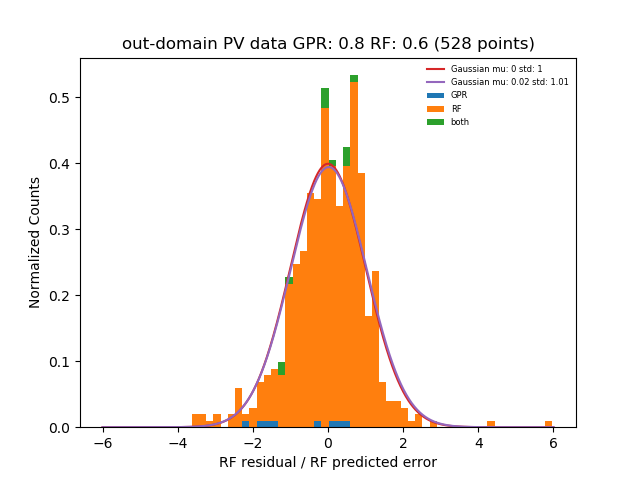 out-domain PV data GPR: 0.8 RF: 0.6 (528 points)
Gaussian mu: 0 std: 1
Gaussian mu: 0.02 std: 1.01
GPR
RF
both
Normalized Counts
0.5
0.4
0.3
0.2
0.1
0.0
−6 −4 −2 0 2 4 6
RF residual / RF predicted error